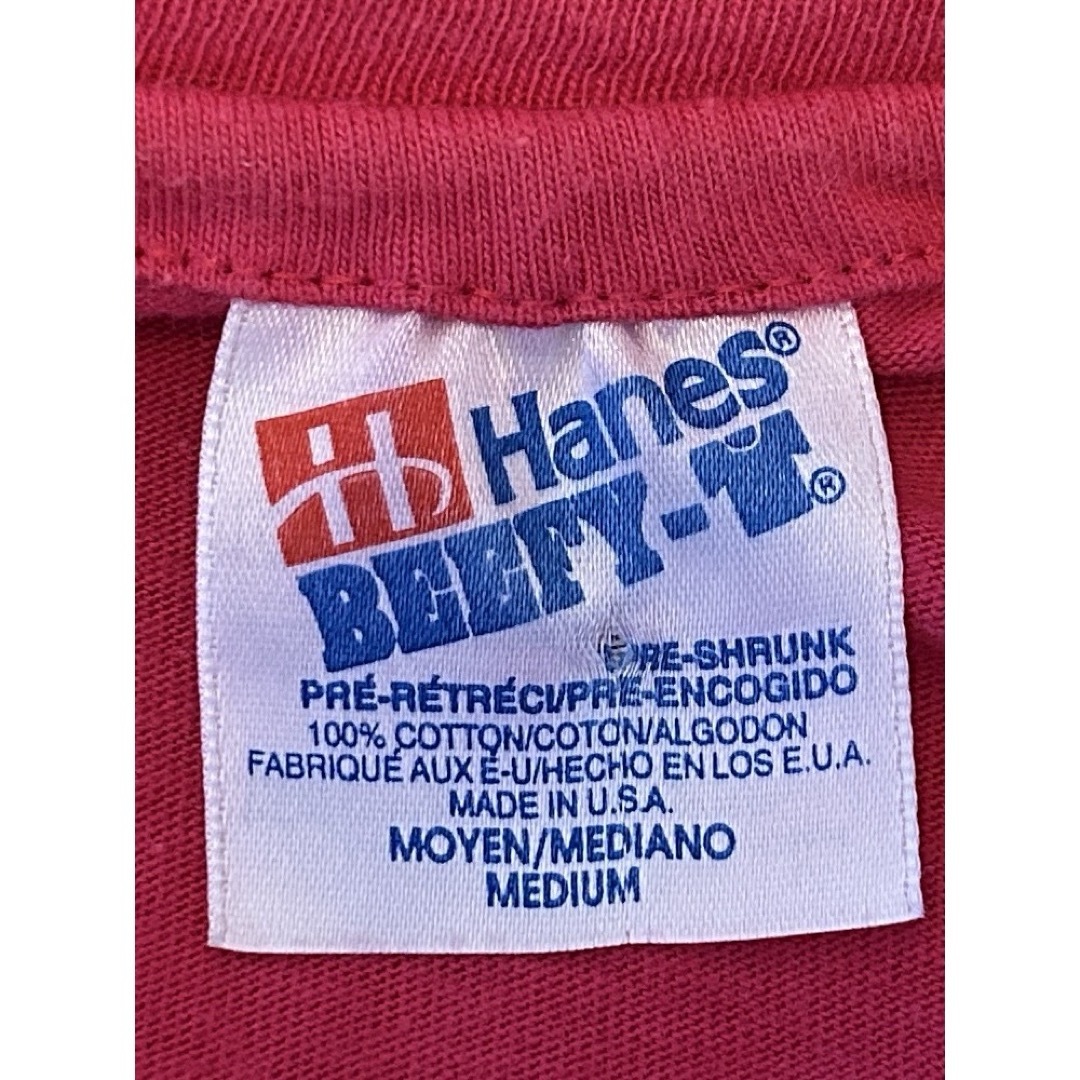 Hanes®
BEEFY-T®
PRE-SHRUNK
PRÉ-RÉTRÉCI/PRE-ENCOGIDO
100% COTTON/COTON/ALGODON
FABRIQUÉ AUX É-U/HECHO EN LOS E.U.A.
MADE IN U.S.A.
MOYEN/MEDIANO
MEDIUM